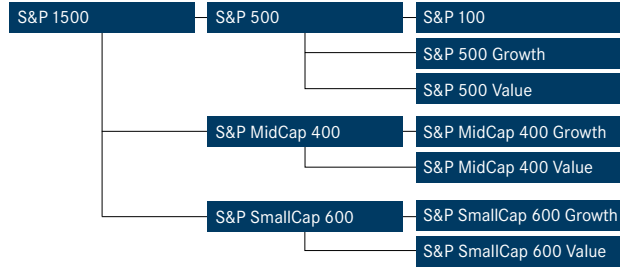 S&P 1500
S&P 500
S&P 100
S&P 500 Growth
S&P 500 Value
S&P MidCap 400
S&P MidCap 400 Growth
S&P MidCap 400 Value
S&P SmallCap 600
S&P SmallCap 600 Growth
S&P SmallCap 600 Value